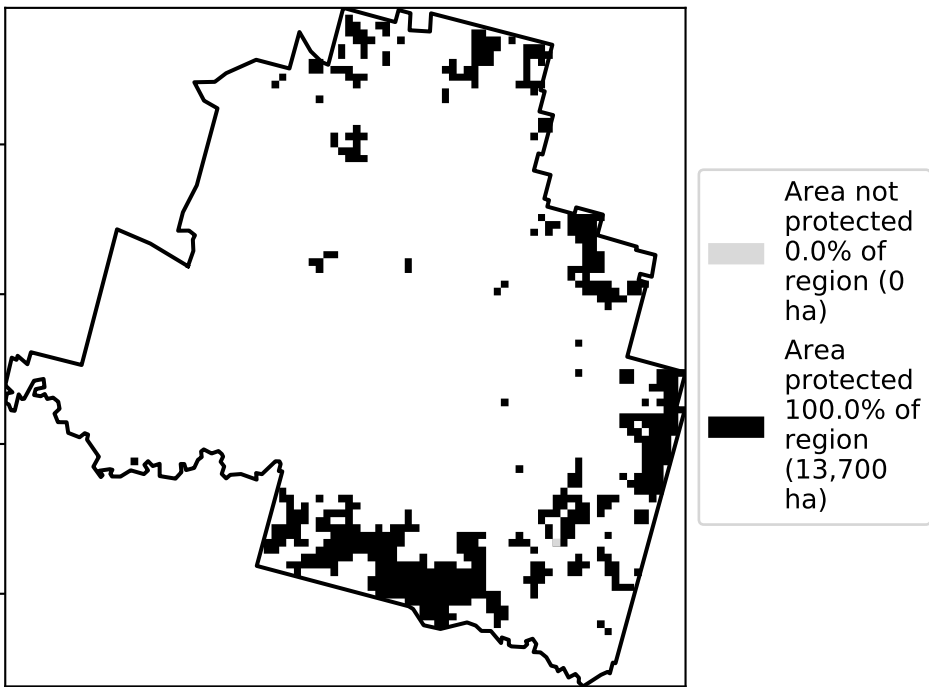 Area not
protected
0.0% of
region (0
ha)
Area
protected
100.0% of
region
(13,700
ha)